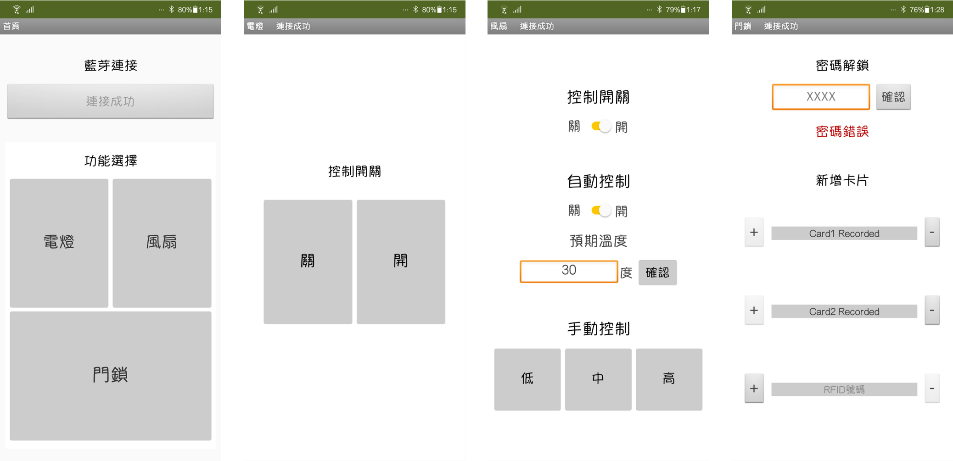 80% 1:15
首頁
藍芽連接
連接成功
功能選擇
電燈
風扇
門鎖
80% 1:15
電燈 連接成功
控制開關
關
開
79% 1:17
風扇 連接成功
控制開關
關 開
自動控制
關 開
預期溫度
30 度 確認
手動控制
低
中
高
76% 1:28
門鎖 連接成功
密碼解鎖
XXXX 確認
密碼錯誤
新增卡片
+ Card1 Recorded -
+ Card2 Recorded -
+ RFID號碼 -